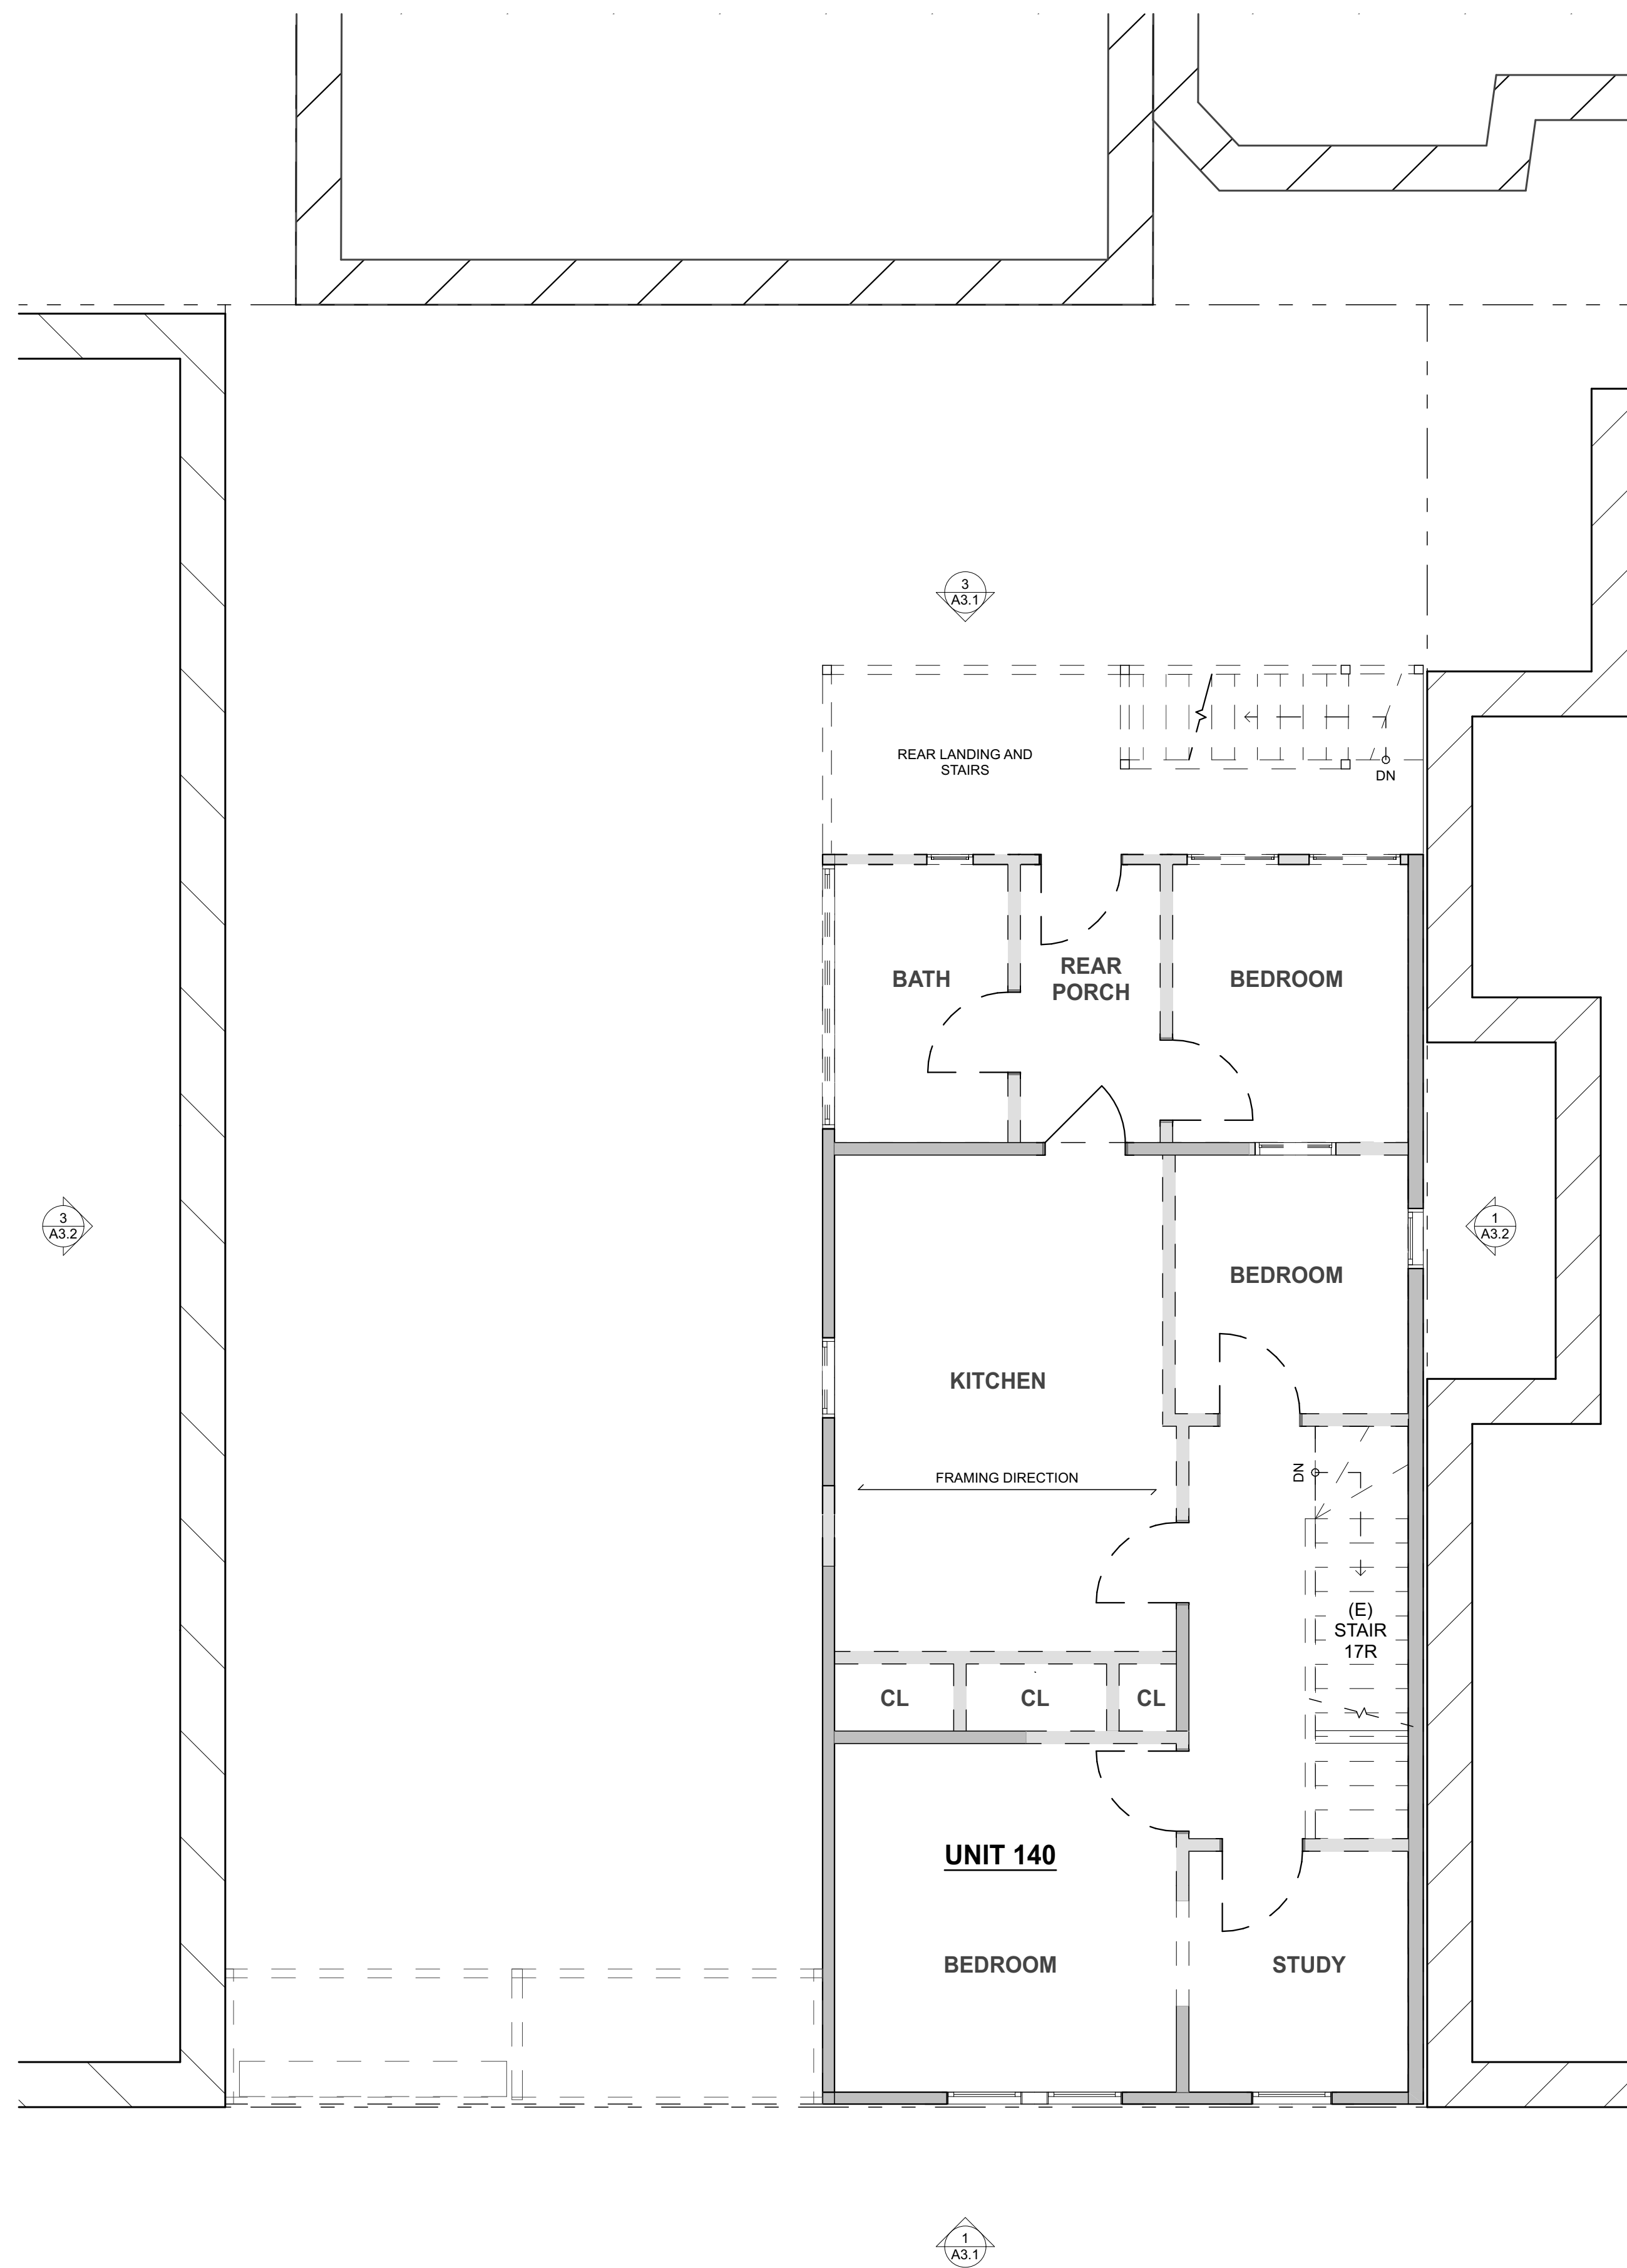 3
A3.1
REAR LANDING AND
STAIRS
DN
BATH
REAR
PORCH
BEDROOM
3
A3.2
1
A3.2
BEDROOM
KITCHEN
FRAMING DIRECTION
DN
(E)
STAIR
17R
CL
CL
CL
UNIT 140
BEDROOM
STUDY
1
A3.1